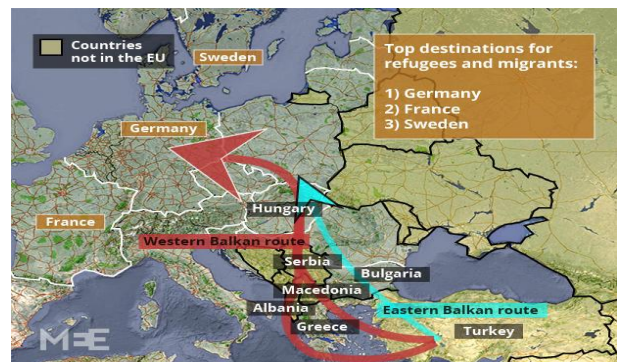 Countries
not in the EU
Sweden
Top destinations for
refugees and migrants:
1) Germany
2) France
3) Sweden
Germany
Hungary
France
Western Balkan route
Serbia
Bulgaria
Macedonia
Albania
Eastern Balkan route
Greece
Turkey
MEE